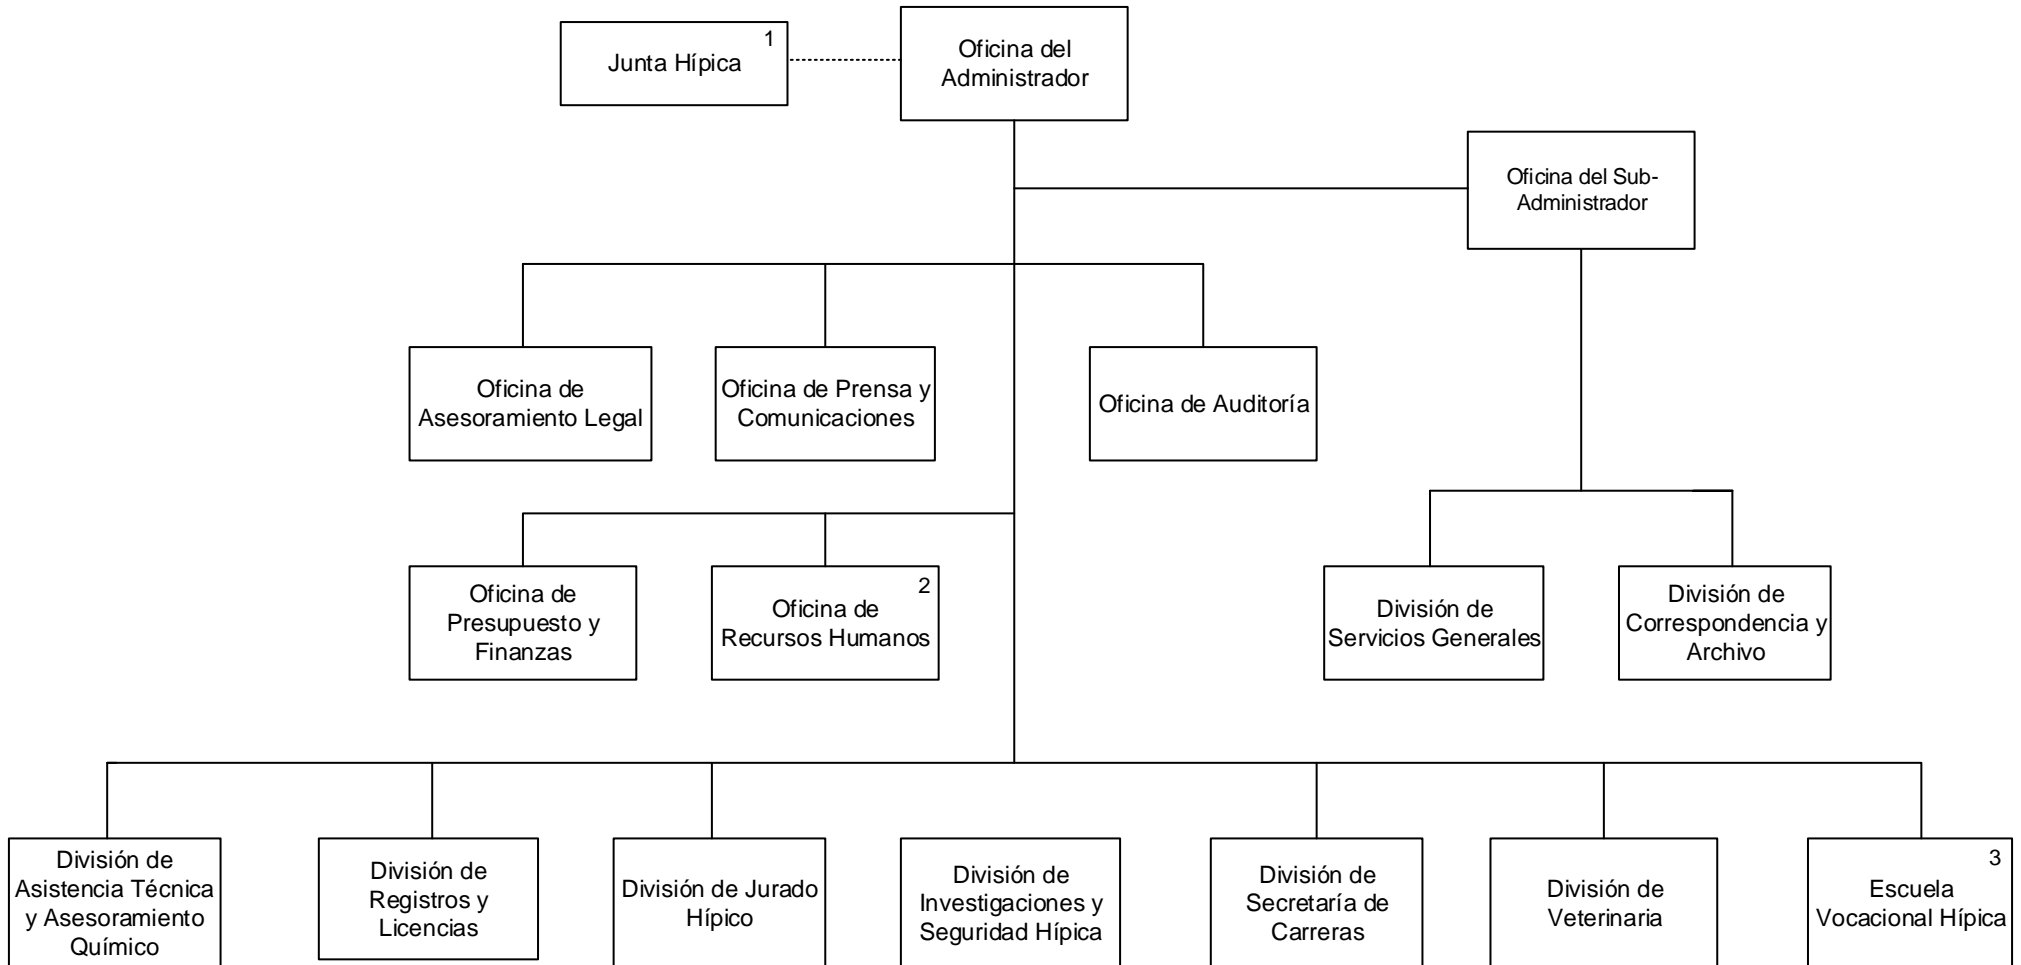 1
Junta Hípica
Oficina del
Administrador
Oficina del Sub-
Administrador
Oficina de
Asesoramiento Legal
Oficina de Prensa y
Comunicaciones
Oficina de Auditoría
Oficina de
Presupuesto y
Finanzas
2
Oficina de
Recursos Humanos
División de
Servicios Generales
División de
Correspondencia y
Archivo
División de
Asistencia Técnica
y Asesoramiento
Químico
División de
Registros y
Licencias
División de Jurado
Hípico
División de
Investigaciones y
Seguridad Hípica
División de
Secretaría de
Carreras
División de
Veterinaria
3
Escuela
Vocacional Hípica